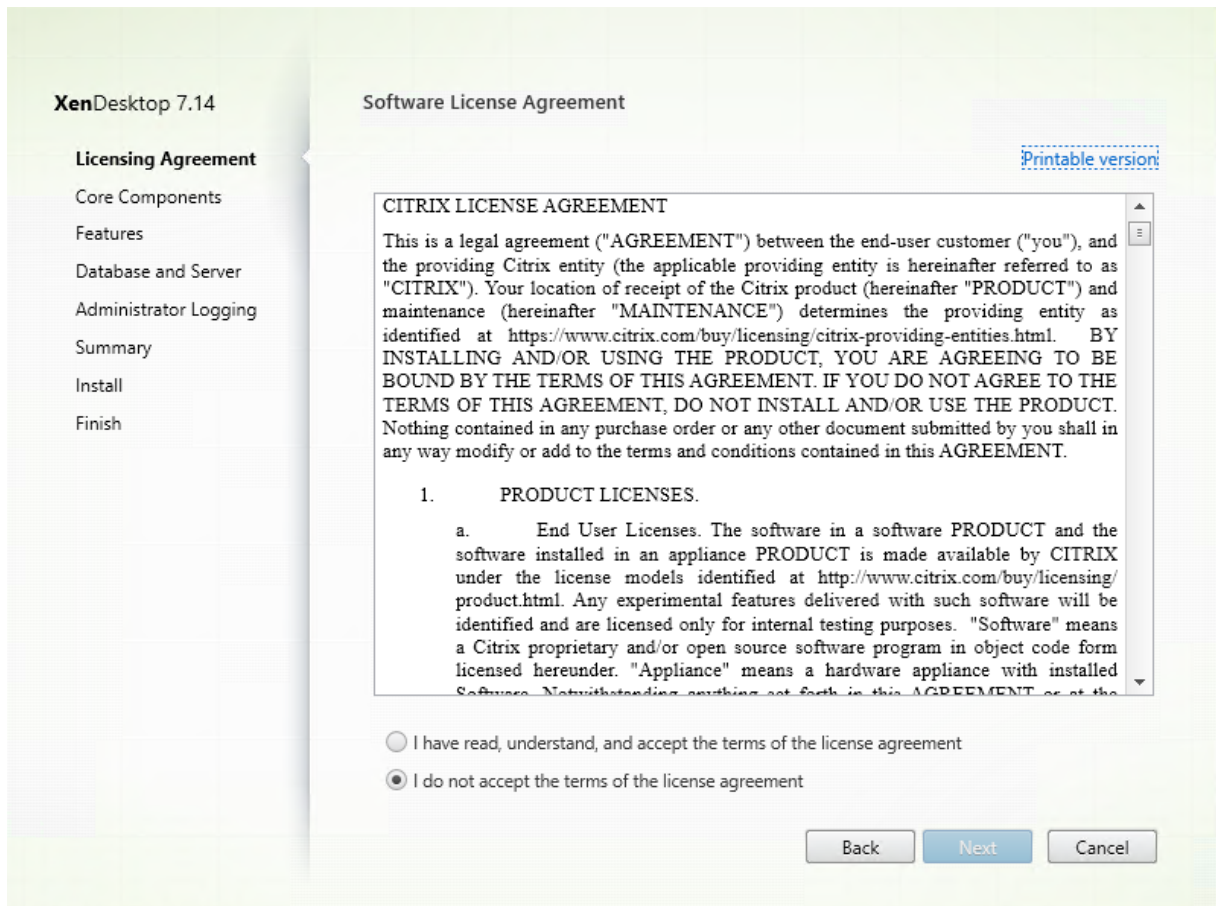 XenDesktop 7.14
Licensing Agreement
Core Components
Features
Database and Server
Administrator Logging
Summary
Install
Finish
Software License Agreement
Printable version
CITRIX LICENSE AGREEMENT
This is a legal agreement ("AGREEMENT") between the end-user customer ("you"), and
the providing Citrix entity (the applicable providing entity is hereinafter referred to as
"CITRIX"). Your location of receipt of the Citrix product (hereinafter "PRODUCT") and
maintenance (hereinafter "MAINTENANCE") determines the providing entity as
identified at https://www.citrix.com/buy/licensing/citrix-providing-entities.html. BY
INSTALLING AND/OR USING THE PRODUCT, YOU ARE AGREEING TO BE
BOUND BY THE TERMS OF THIS AGREEMENT. IF YOU DO NOT AGREE TO THE
TERMS OF THIS AGREEMENT, DO NOT INSTALL AND/OR USE THE PRODUCT.
Nothing contained in any purchase order or any other document submitted by you shall in
any way modify or add to the terms and conditions contained in this AGREEMENT.
1. PRODUCT LICENSES.
a. End User Licenses. The software in a software PRODUCT and the
software installed in an appliance PRODUCT is made available by CITRIX
under the license models identified at http://www.citrix.com/buy/licensing/
product.html. Any experimental features delivered with such software will be
identified and are licensed only for internal testing purposes. "Software" means
a Citrix proprietary and/or open source software program in object code form
licensed hereunder. "Appliance" means a hardware appliance with installed
Software. Notwithstanding anything set forth in this AGREEMENT or at the
I have read, understand, and accept the terms of the license agreement
I do not accept the terms of the license agreement
Back
Next
Cancel